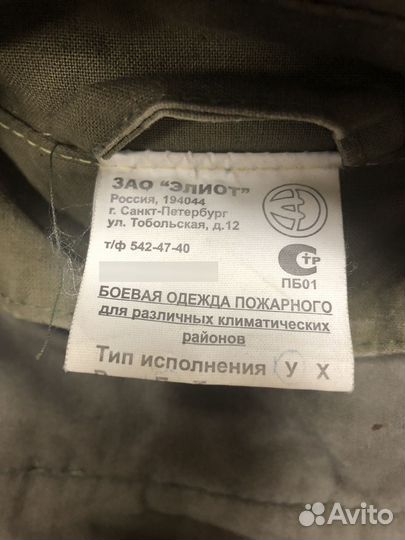 ЗАО "ЭЛИОТ"
Россия, 194044
г. Санкт-Петербург
ул. Тобольская, д.12
т/ф 542-47-40
СТР
ПБ01
БОЕВАЯ ОДЕЖДА ПОЖАРНОГО
для различных климатических
районов
Тип исполнения У Х
Avito